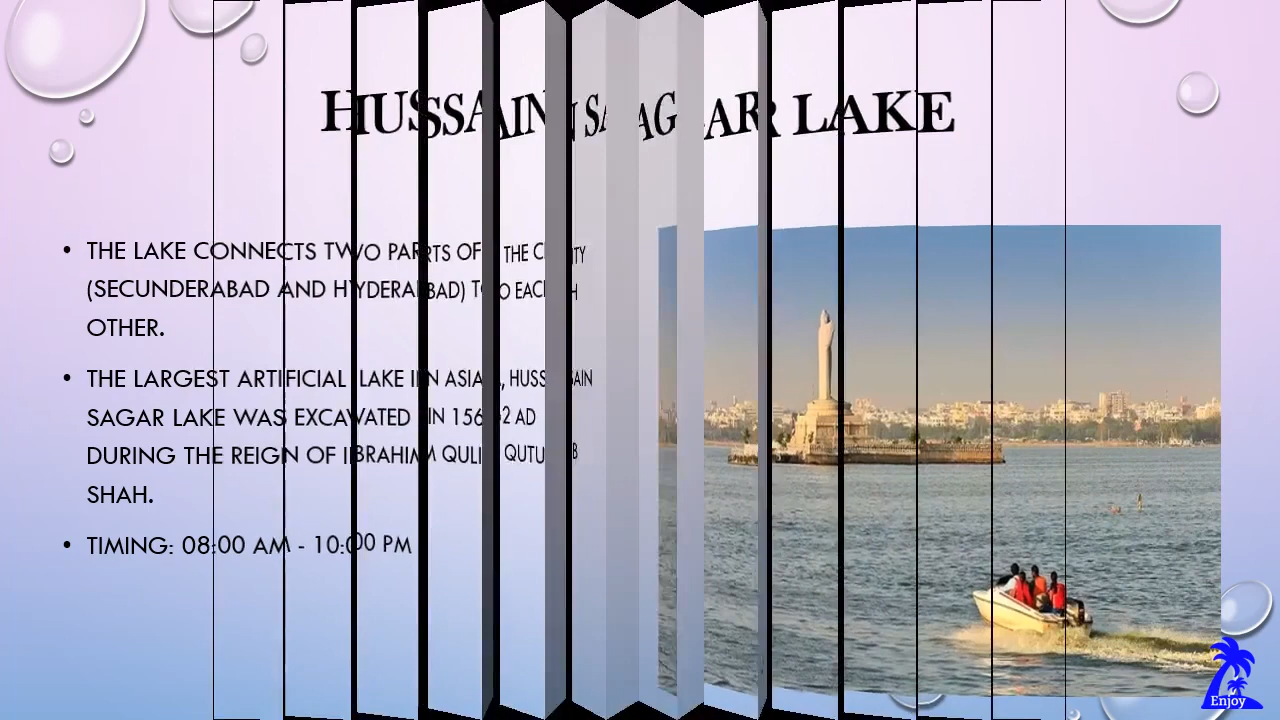 HUSSAIN SAGAR LAKE
• THE LAKE CONNECTS TWO PARTS OF THE CITY
(SECUNDERABAD AND HYDERABAD) TO EACH
OTHER.
• THE LARGEST ARTIFICIAL LAKE IN ASIA, HUSSAIN
SAGAR LAKE WAS EXCAVATED IN 1562 AD
DURING THE REIGN OF IBRAHIM QULI QUTUB
SHAH.
• TIMING: 08:00 AM - 10:00 PM
Enjoy